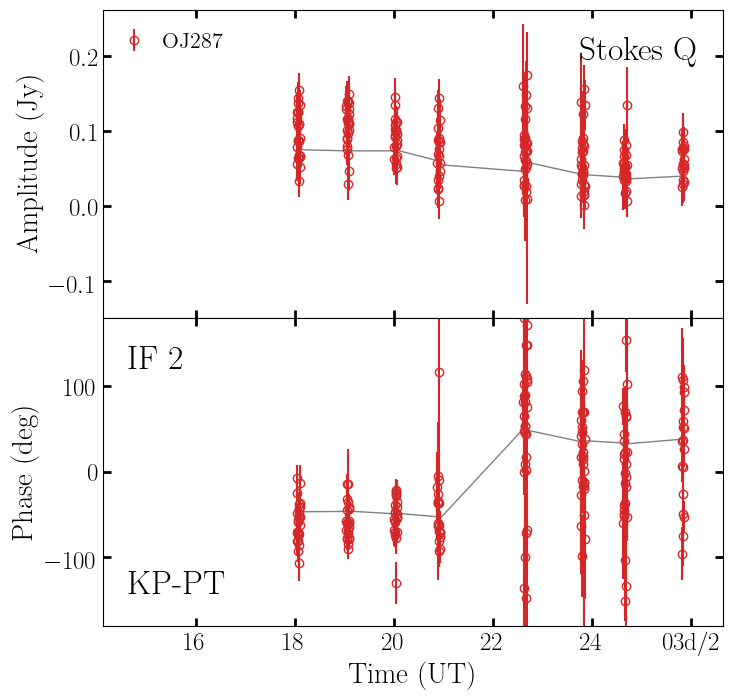 OJ287
Stokes Q
0.2
0.1
0.0
−0.1
Amplitude (Jy)
IF 2
100
0
−100
Phase (deg)
KP-PT
16 18 20 22 24 03d/2
Time (UT)